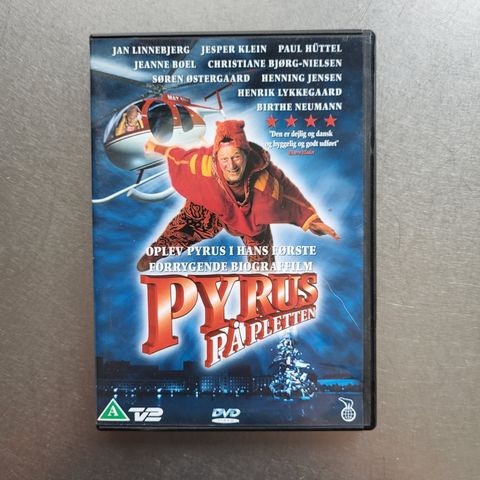 JAN LINNEBJERG JESPER KLEIN PAUL HÜTTEL
JEANNE BOEL CHRISTIANE BJØRG-NIELSEN
SØREN ØSTERGAARD HENNING JENSEN
HENRIK LYKKEGAARD
BIRTHE NEUMANN
"Den er dejlig og dansk
og hyggelig og godt udført"
OPLEV PYRUS I HANS FØRSTE
FORRYGENDE BIOGRAFFILM
PYRUS
PÅ PLETTEN
A TV2 DVD